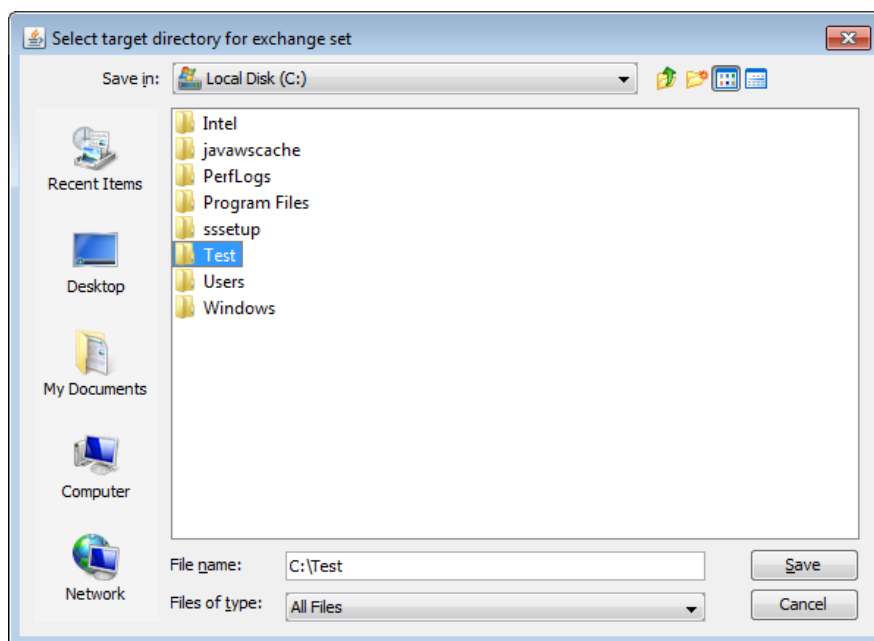 Select target directory for exchange set
Save in:
Local Disk (C:)
Recent Items
Desktop
My Documents
Computer
Network
Intel
javawscache
PerfLogs
Program Files
sssetup
Test
Users
Windows
File name:
C:\Test
Save
Files of type:
All Files
Cancel